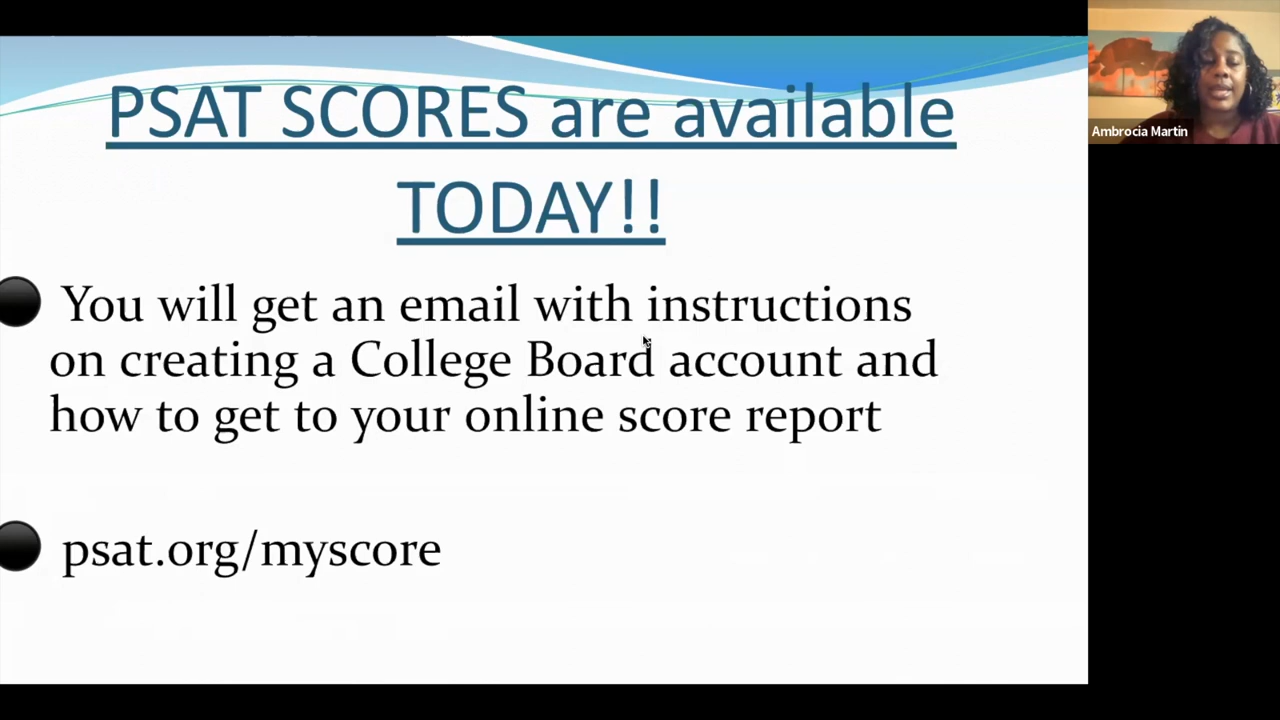 PSAT SCORES are available
TODAY!!
You will get an email with instructions
on creating a College Board account and
how to get to your online score report
psat.org/myscore
Ambrocia Martin